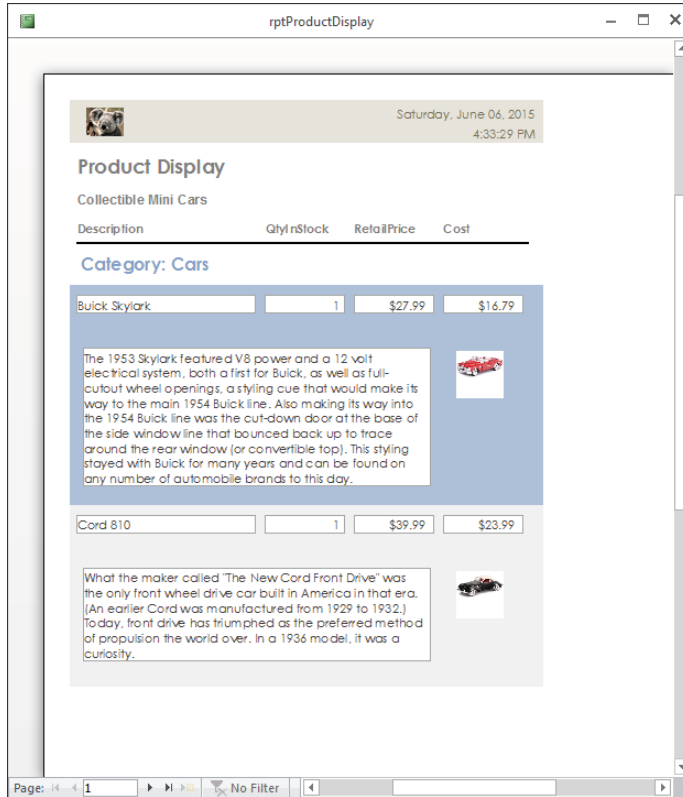 rptProductDisplay
Saturday, June 06, 2015
4:33:29 PM
Product Display
Collectible Mini Cars
Description QtyInStock RetailPrice Cost
Category: Cars
Buick Skylark 1 $27.99 $16.79
The 1953 Skylark featured V8 power and a 12 volt
electrical system, both a first for Buick, as well as full-
cutout wheel openings, a styling cue that would make its
way to the main 1954 Buick line. Also making its way into
the 1954 Buick line was the cut-down door at the base of
the side window line that bounced back up to trace
around the rear window (or convertible top). This styling
stayed with Buick for many years and can be found on
any number of automobile brands to this day.
Cord 810 1 $39.99 $23.99
What the maker called "The New Cord Front Drive" was
the only front wheel drive car built in America in that era.
(An earlier Cord was manufactured from 1929 to 1932.)
Today, front drive has triumphed as the preferred method
of propulsion the world over. In a 1936 model, it was a
curiosity.
Page: 1 No Filter